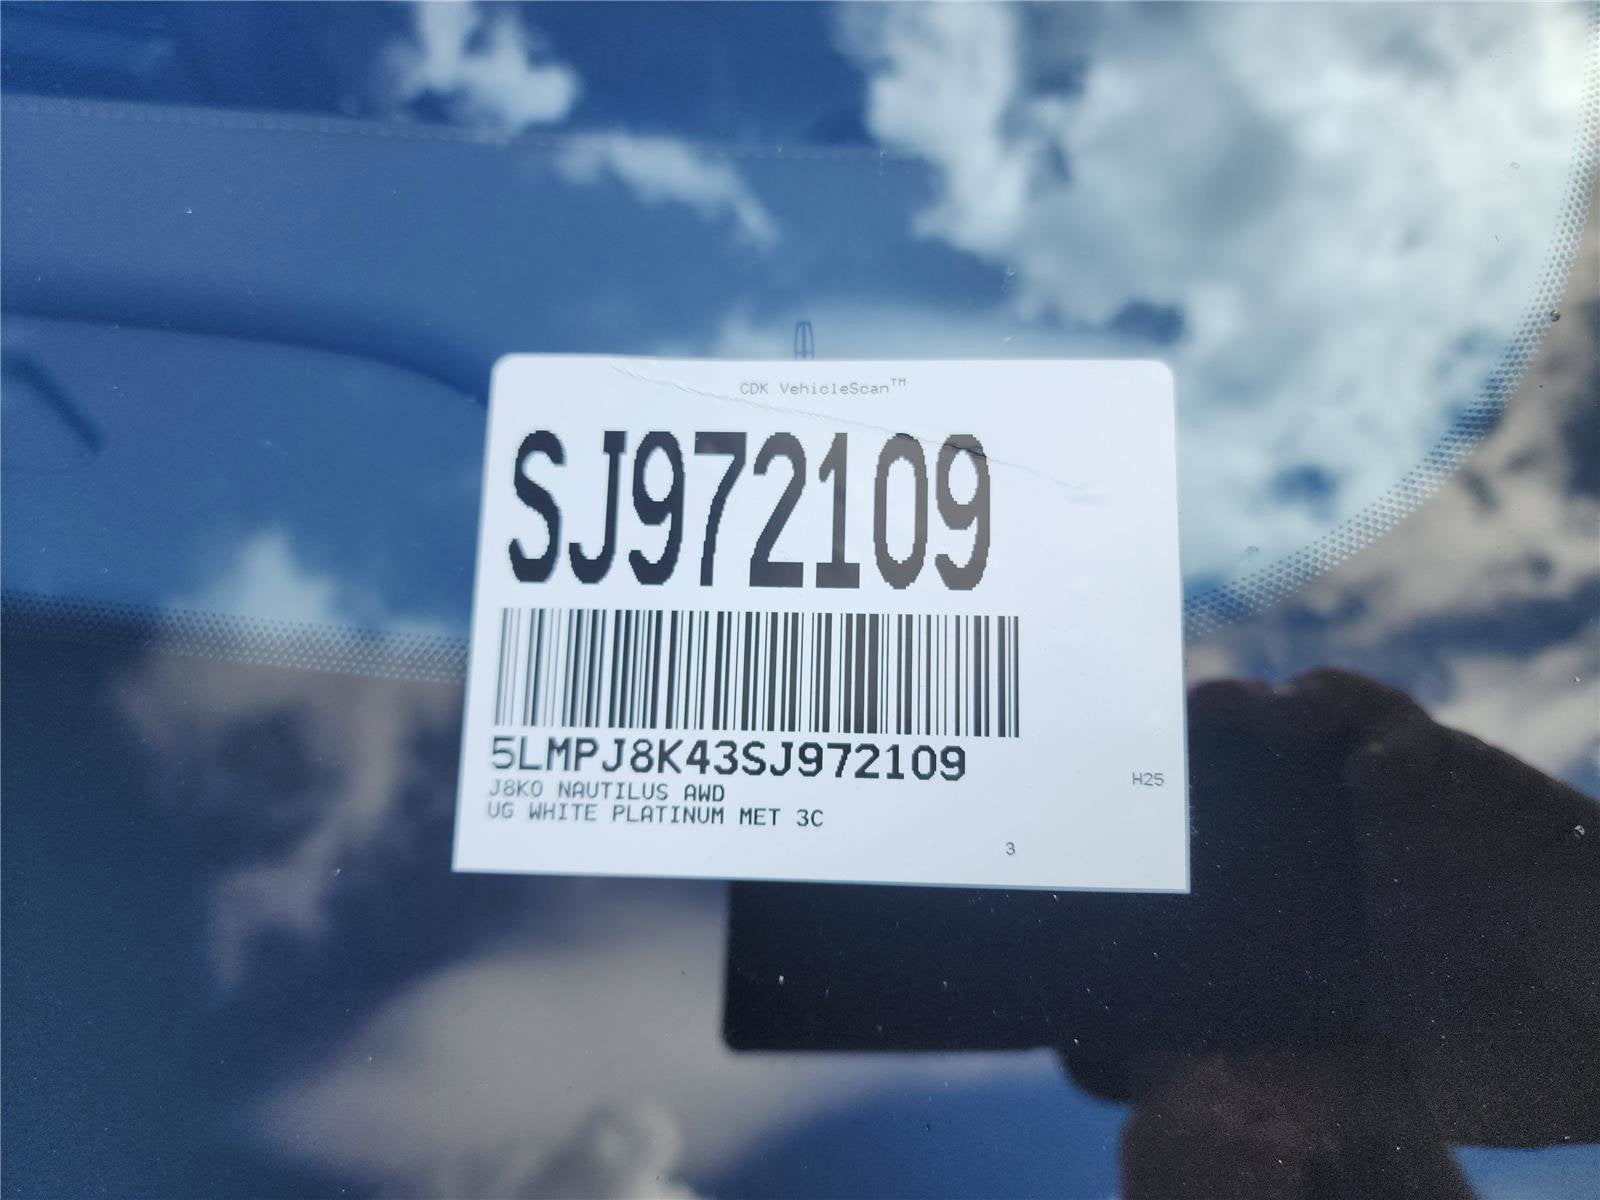 CDK VehicleScan™
SJ972109
5LMPJ8K43SJ972109
J8K0 NAUTILUS AWD
UG WHITE PLATINUM MET 3C
H25
3